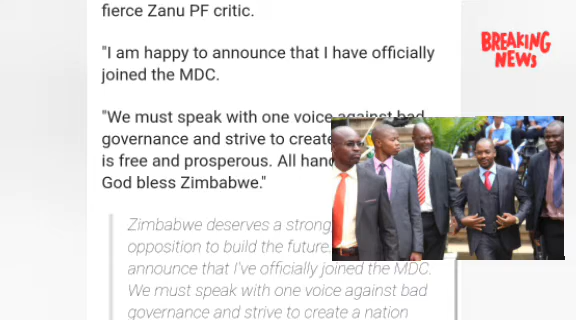 fierce Zanu PF critic.
"I am happy to announce that I have officially
joined the MDC.
"We must speak with one voice against bad
governance and strive to create
is free and prosperous. All
God bless Zimbabwe."
Zimbabwe deserves a strong
opposition to build the future.
announce that I've officially joined the MDC.
We must speak with one voice against bad
governance and strive to create a nation
BREAKING
NEWS